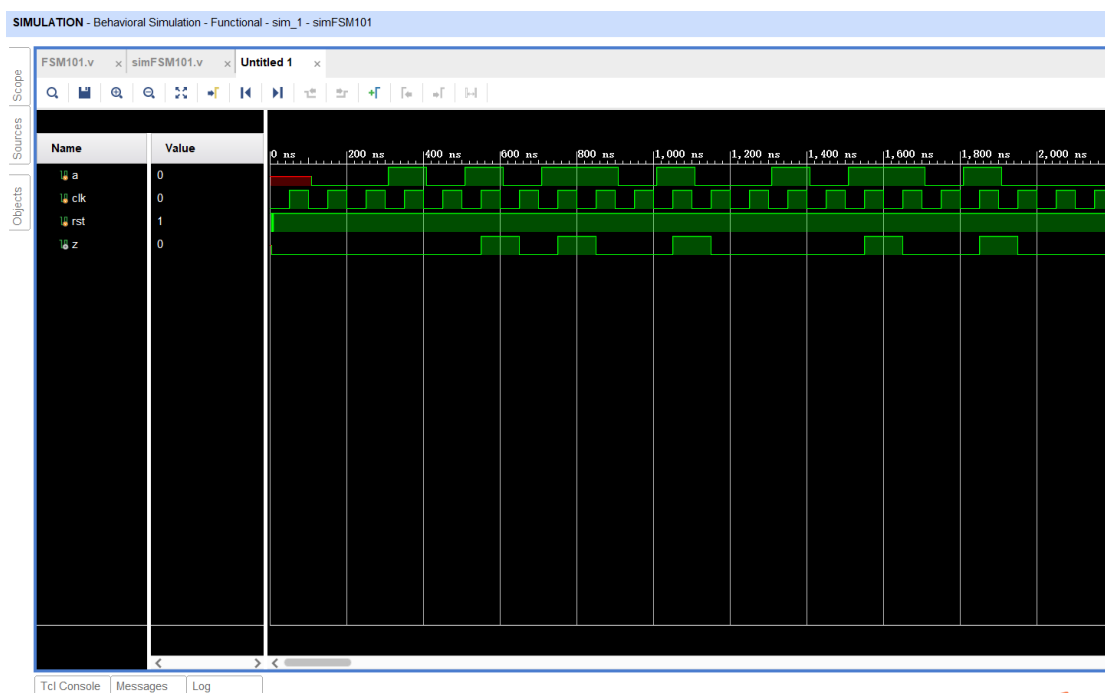 SIMULATION - Behavioral Simulation - Functional - sim_1 - simFSM101
Scope
Sources
Objects
FSM101.v × simFSM101.v × Untitled 1 ×
Name Value
0 ns 200 ns 400 ns 600 ns 800 ns 1,000 ns 1,200 ns 1,400 ns 1,600 ns 1,800 ns 2,000 ns
a 0
clk 0
rst 1
z 0
Tcl Console Messages Log